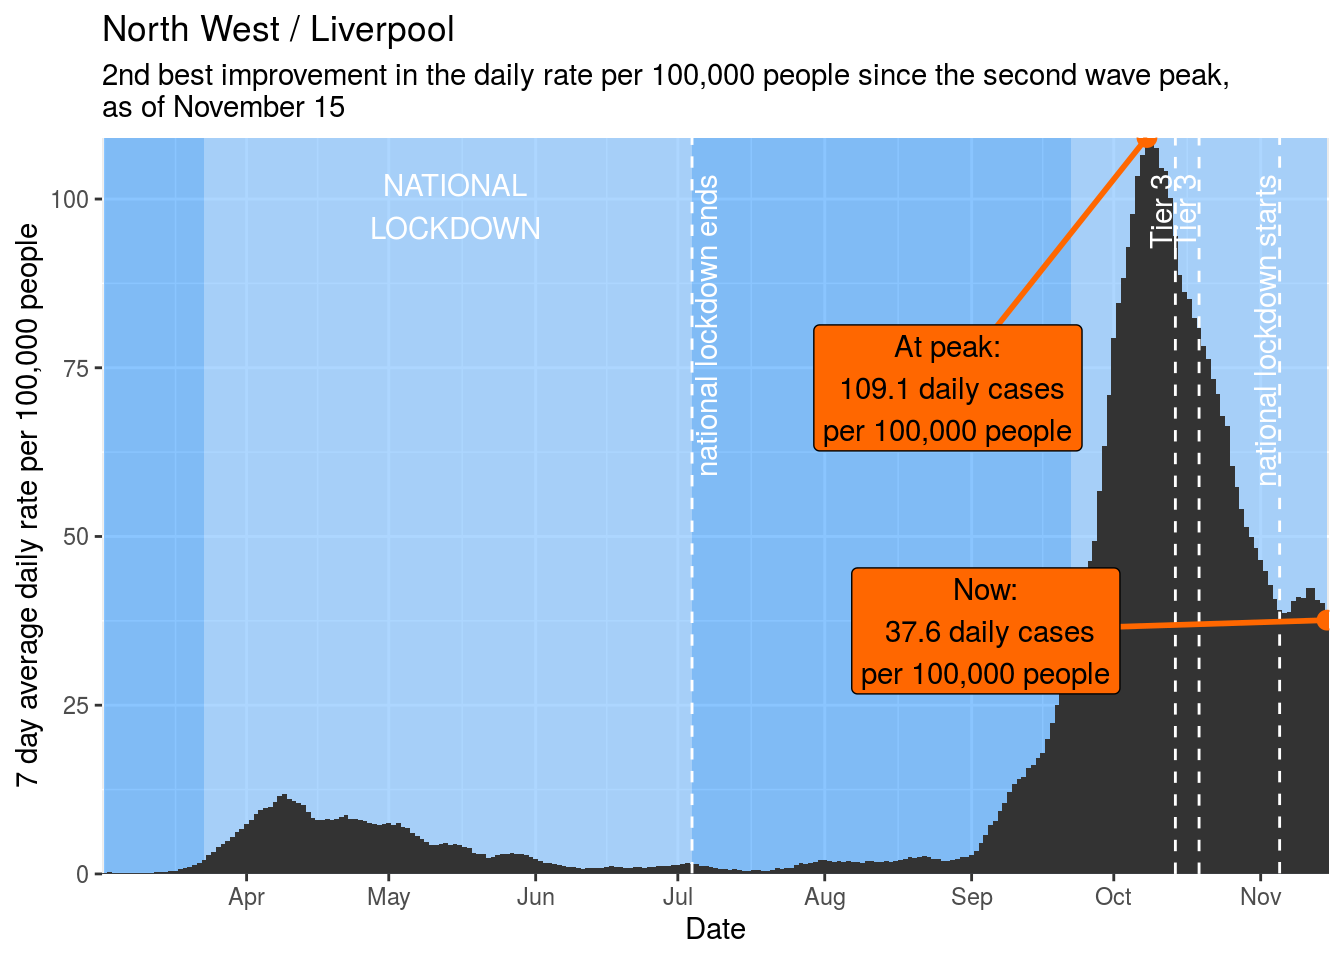 North West / Liverpool
2nd best improvement in the daily rate per 100,000 people since the second wave peak,
as of November 15
7 day average daily rate per 100,000 people
100
75
50
25
0
NATIONAL
LOCKDOWN
national lockdown ends
Tier 3
Tier 3
national lockdown starts
At peak:
109.1 daily cases
per 100,000 people
Now:
37.6 daily cases
per 100,000 people
Apr
May
Jun
Jul
Aug
Sep
Oct
Nov
Date